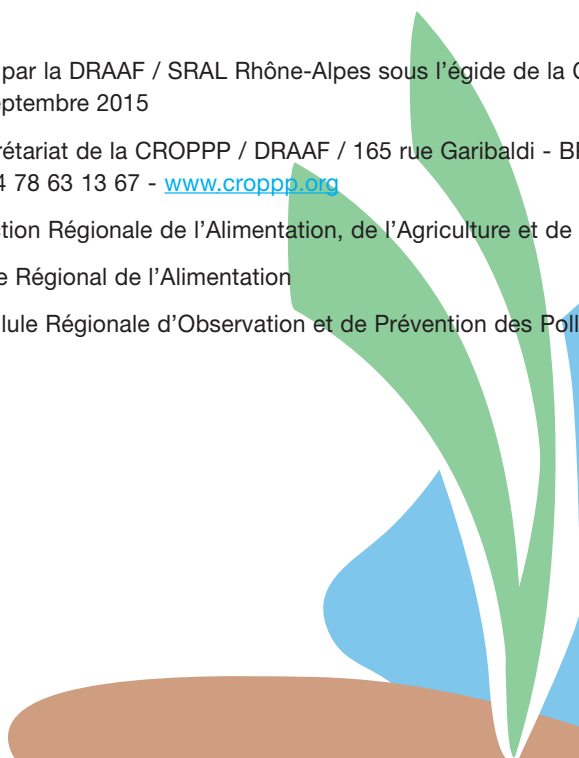 par la DRAAF / SRAL Rhône-Alpes sous l'égide de la
eptembre 2015
rétariat de la CROPPP / DRAAF / 165 rue Garibaldi -
4 78 63 13 67 - www.croppp.org
ction Régionale de l'Alimentation, de l'Agriculture et de
e Régional de l'Alimentation
llule Régionale d'Observation et de Prévention des Poll